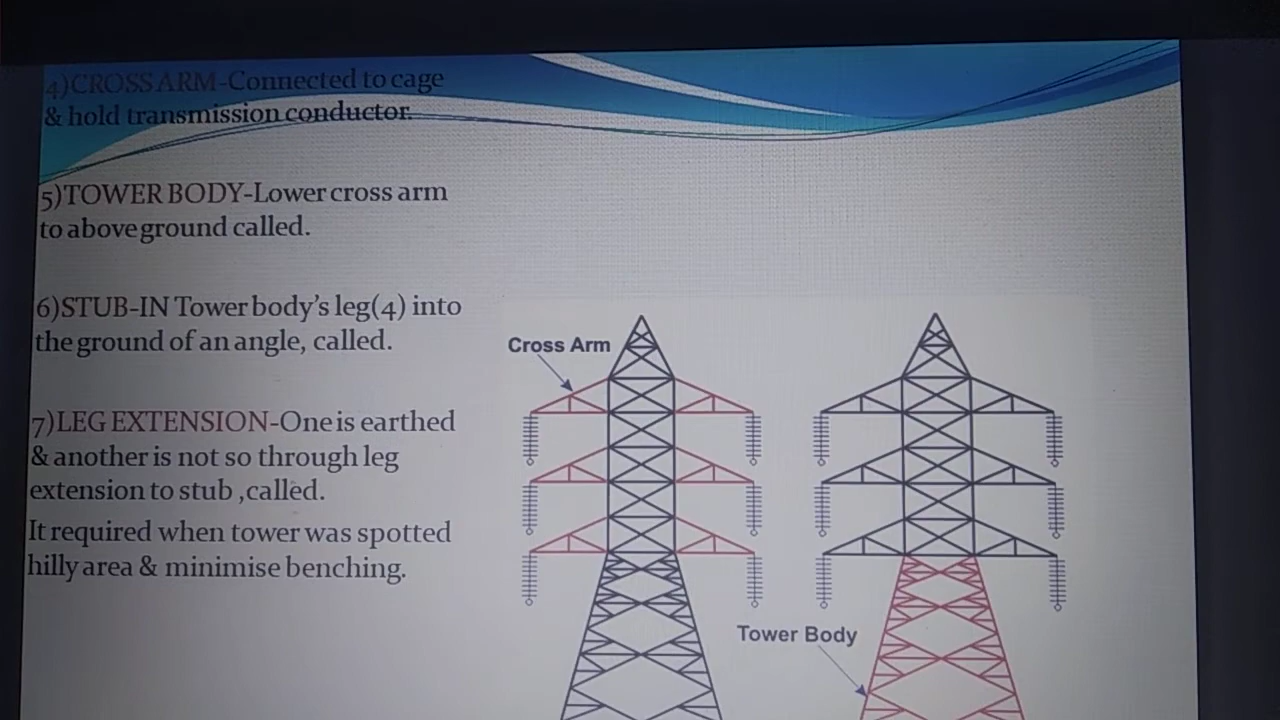 4)CROSS ARM-Connected to cage
& hold transmission conductor.
5)TOWER BODY-Lower cross arm
to above ground called.
6)STUB-IN Tower body's leg(4) into
the ground of an angle, called.
7)LEG EXTENSION-One is earthed
& another is not so through leg
extension to stub ,called.
It required when tower was spotted
hilly area & minimise benching.
Cross Arm
Tower Body